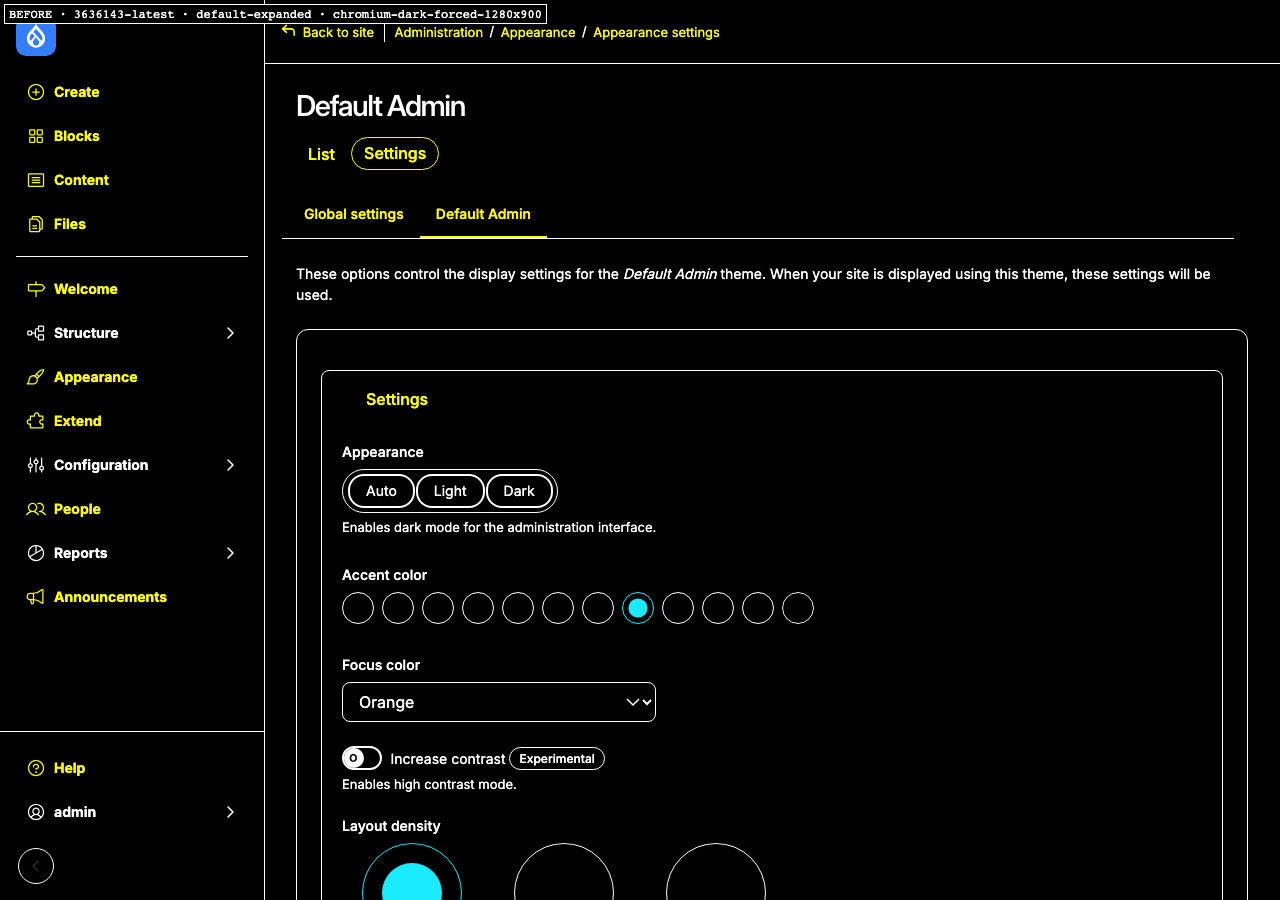 BEFORE · 3636143-latest · default-expanded · chromium-dark-forced-1280x900
Back to site
Administration / Appearance / Appearance settings
Create
Blocks
Content
Files
Welcome
Structure
Appearance
Extend
Configuration
People
Reports
Announcements
Help
admin
Default Admin
List
Settings
Global settings
Default Admin
These options control the display settings for the Default Admin theme. When your site is displayed using this theme, these settings will be
used.
Settings
Appearance
Auto
Light
Dark
Enables dark mode for the administration interface.
Accent color
Focus color
Orange
Increase contrast
Experimental
Enables high contrast mode.
Layout density